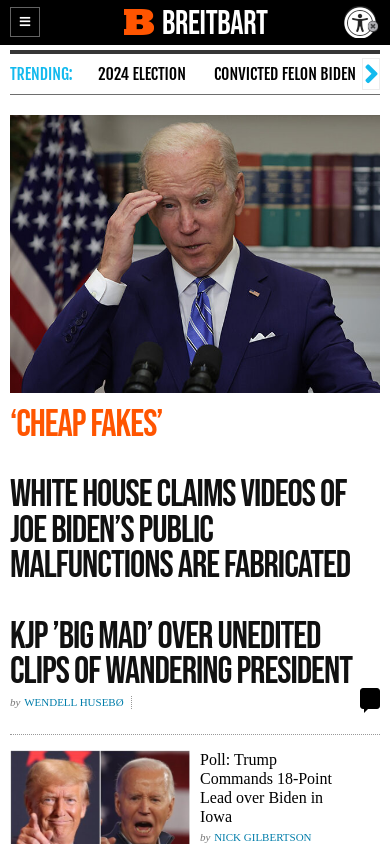 B BREITBART
TRENDING: 2024 ELECTION CONVICTED FELON BIDEN
‘CHEAP FAKES’
WHITE HOUSE CLAIMS VIDEOS OF
JOE BIDEN’S PUBLIC
MALFUNCTIONS ARE FABRICATED
KJP ’BIG MAD’ OVER UNEDITED
CLIPS OF WANDERING PRESIDENT
by WENDELL HUSEBØ
Poll: Trump
Commands 18-Point
Lead over Biden in
Iowa
by NICK GILBERTSON